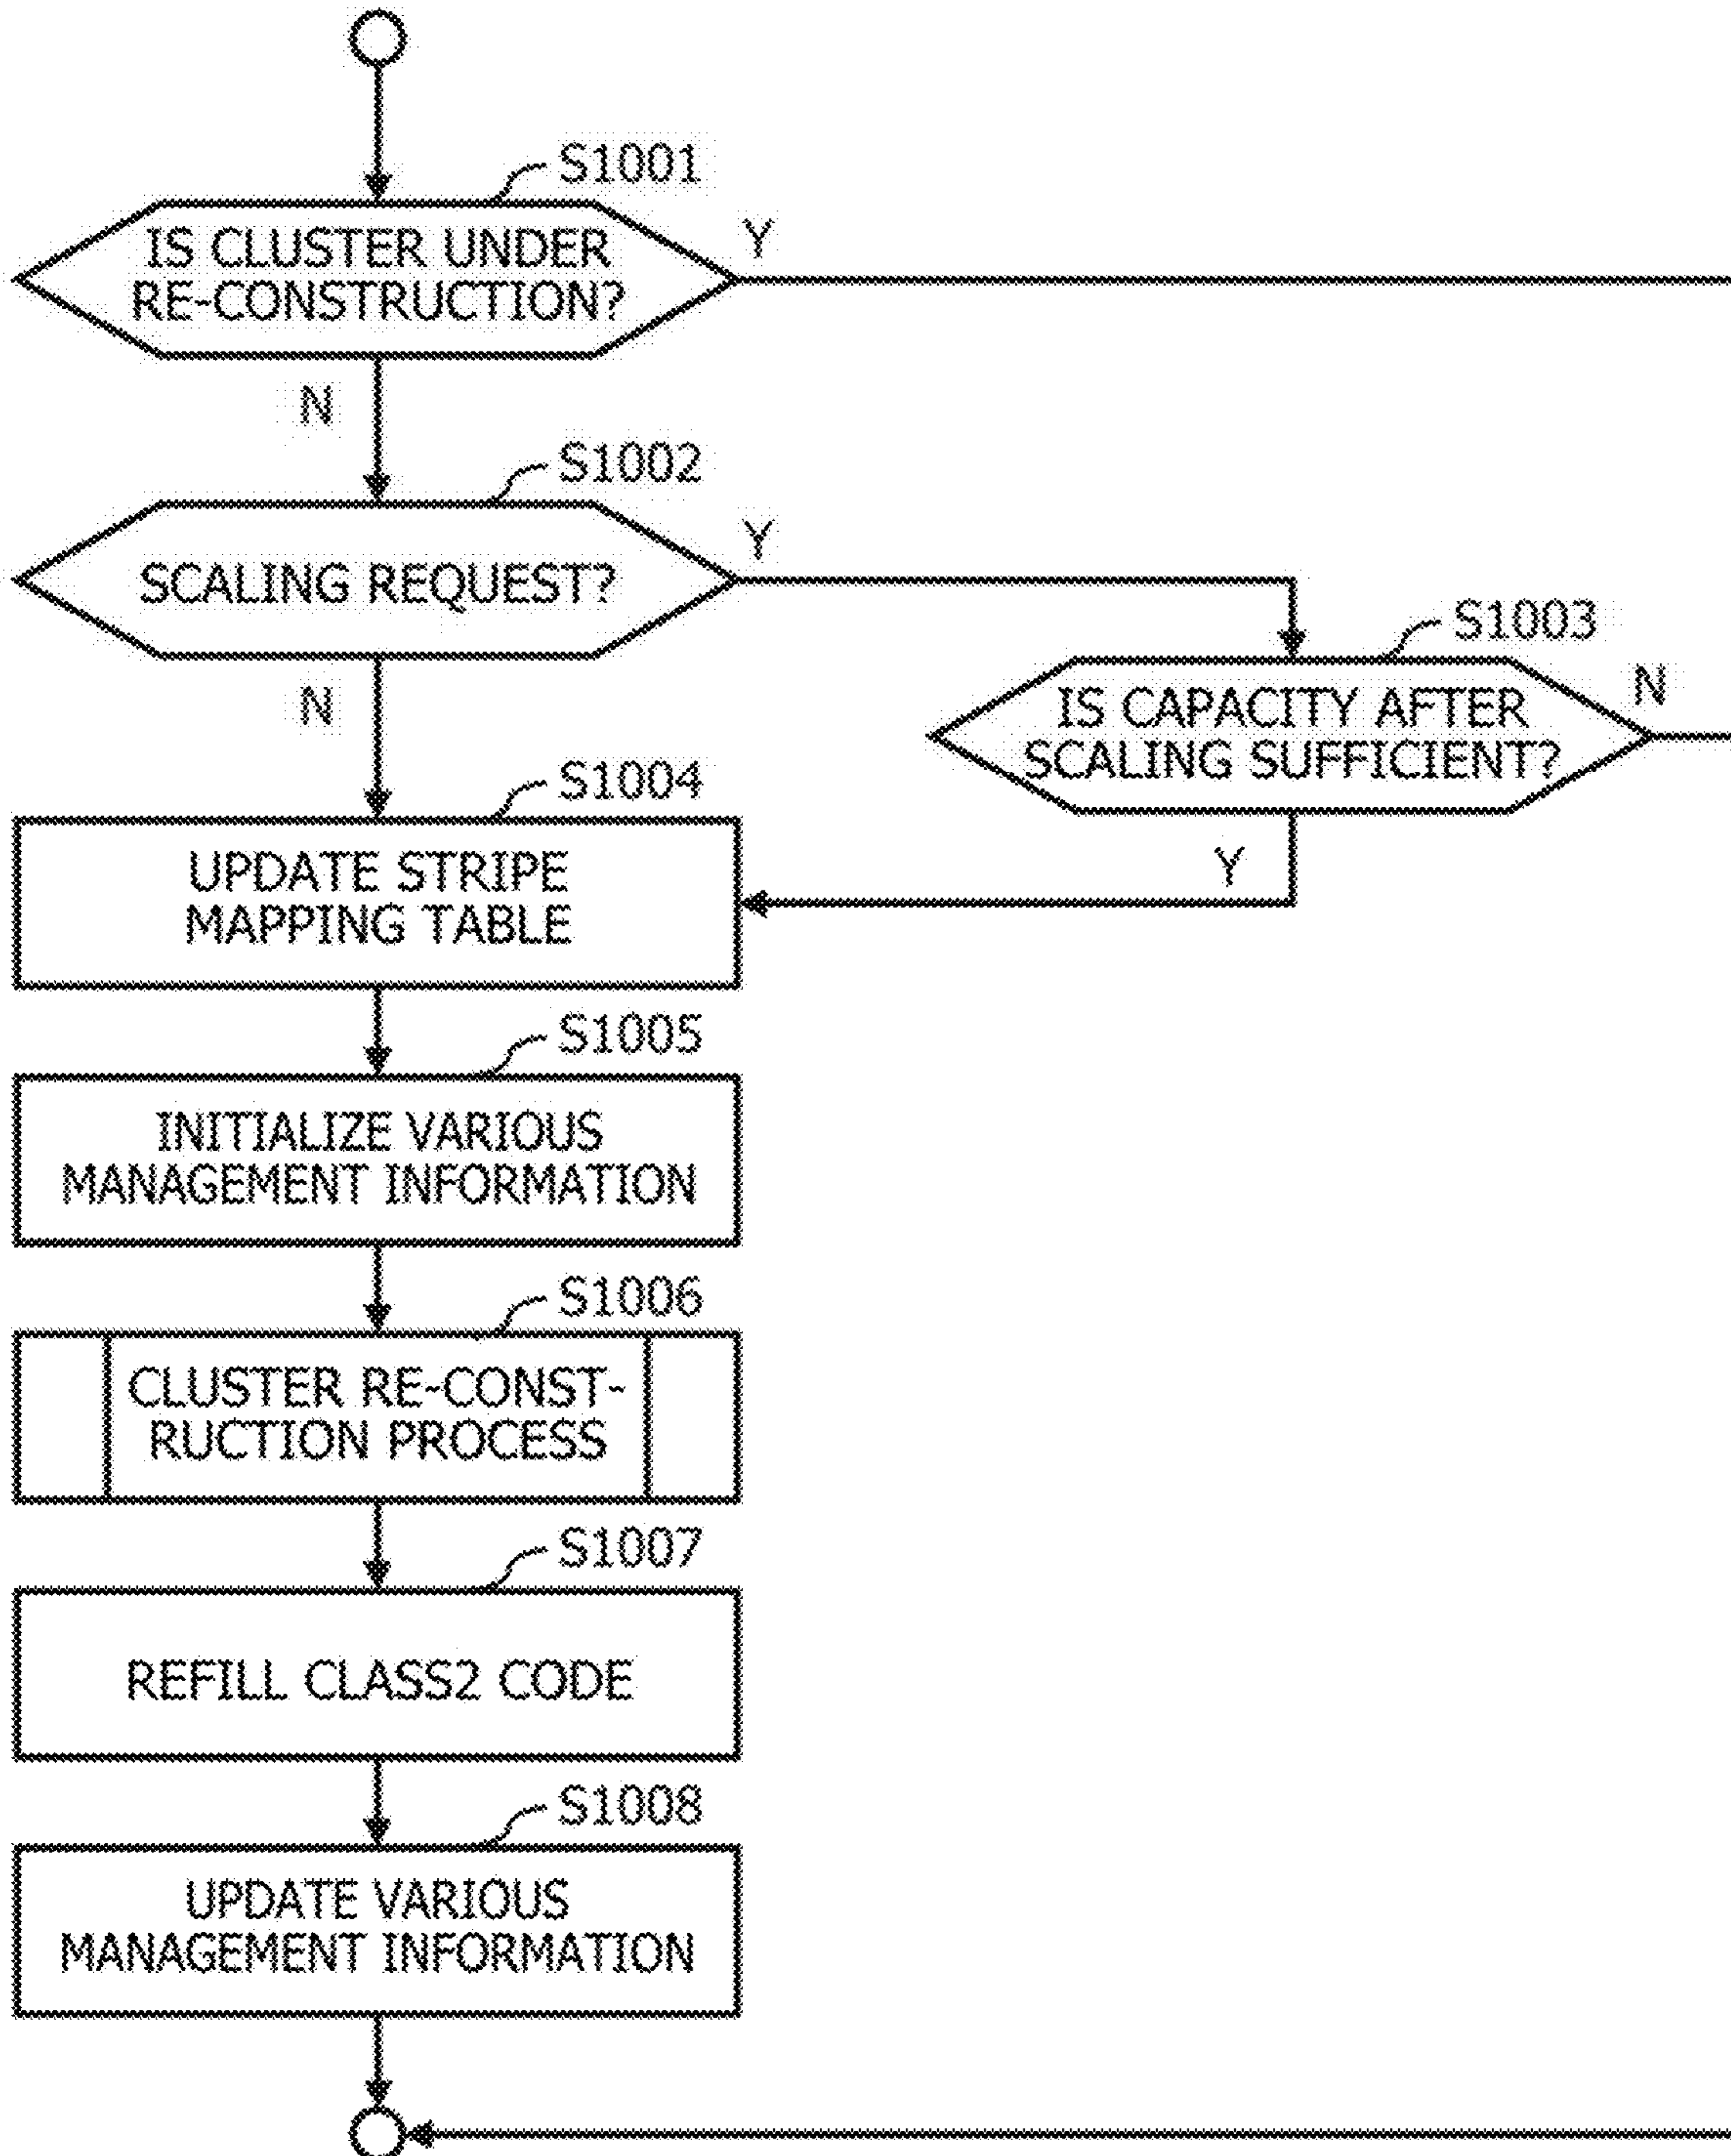 S1001
IS CLUSTER UNDER
RE-CONSTRUCTION?
Y
N
S1002
SCALING REQUEST?
Y
N
S1003
IS CAPACITY AFTER
SCALING SUFFICIENT?
N
Y
S1004
UPDATE STRIPE
MAPPING TABLE
S1005
INITIALIZE VARIOUS
MANAGEMENT INFORMATION
S1006
CLUSTER RE-CONST-
RUCTION PROCESS
S1007
REFILL CLASS2 CODE
S1008
UPDATE VARIOUS
MANAGEMENT INFORMATION